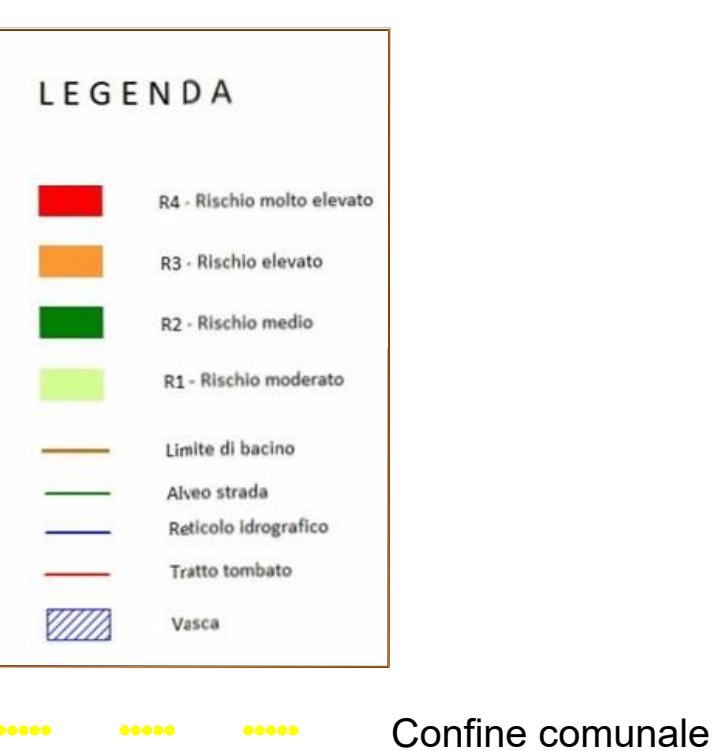 LEGENDA
R4 - Rischio molto elevato
R3 - Rischio elevato
R2 - Rischio medio
R1 - Rischio moderato
Limite di bacino
Alveo strada
Reticolo idrografico
Tratto tombato
Vasca
Confine comunale